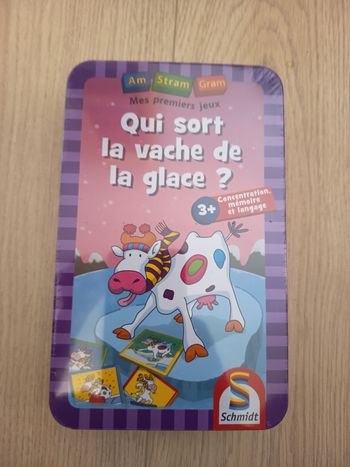 Am Stram Gram
Mes premiers jeux
Qui sort
la vache de
la glace ?
3+
Concentration,
mémoire
et langage
S
Schmidt